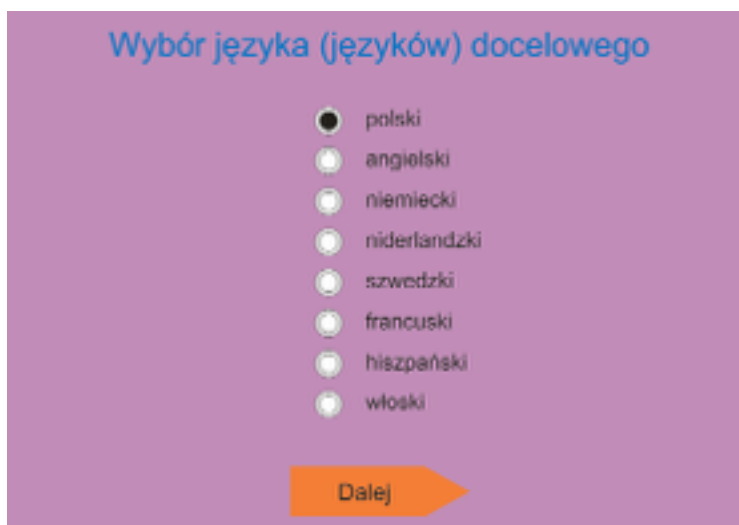 Wybór języka (języków) docelowego
polski
angielski
niemiecki
niderlandzki
szwedzki
francuski
hiszpański
włoski
Dalej